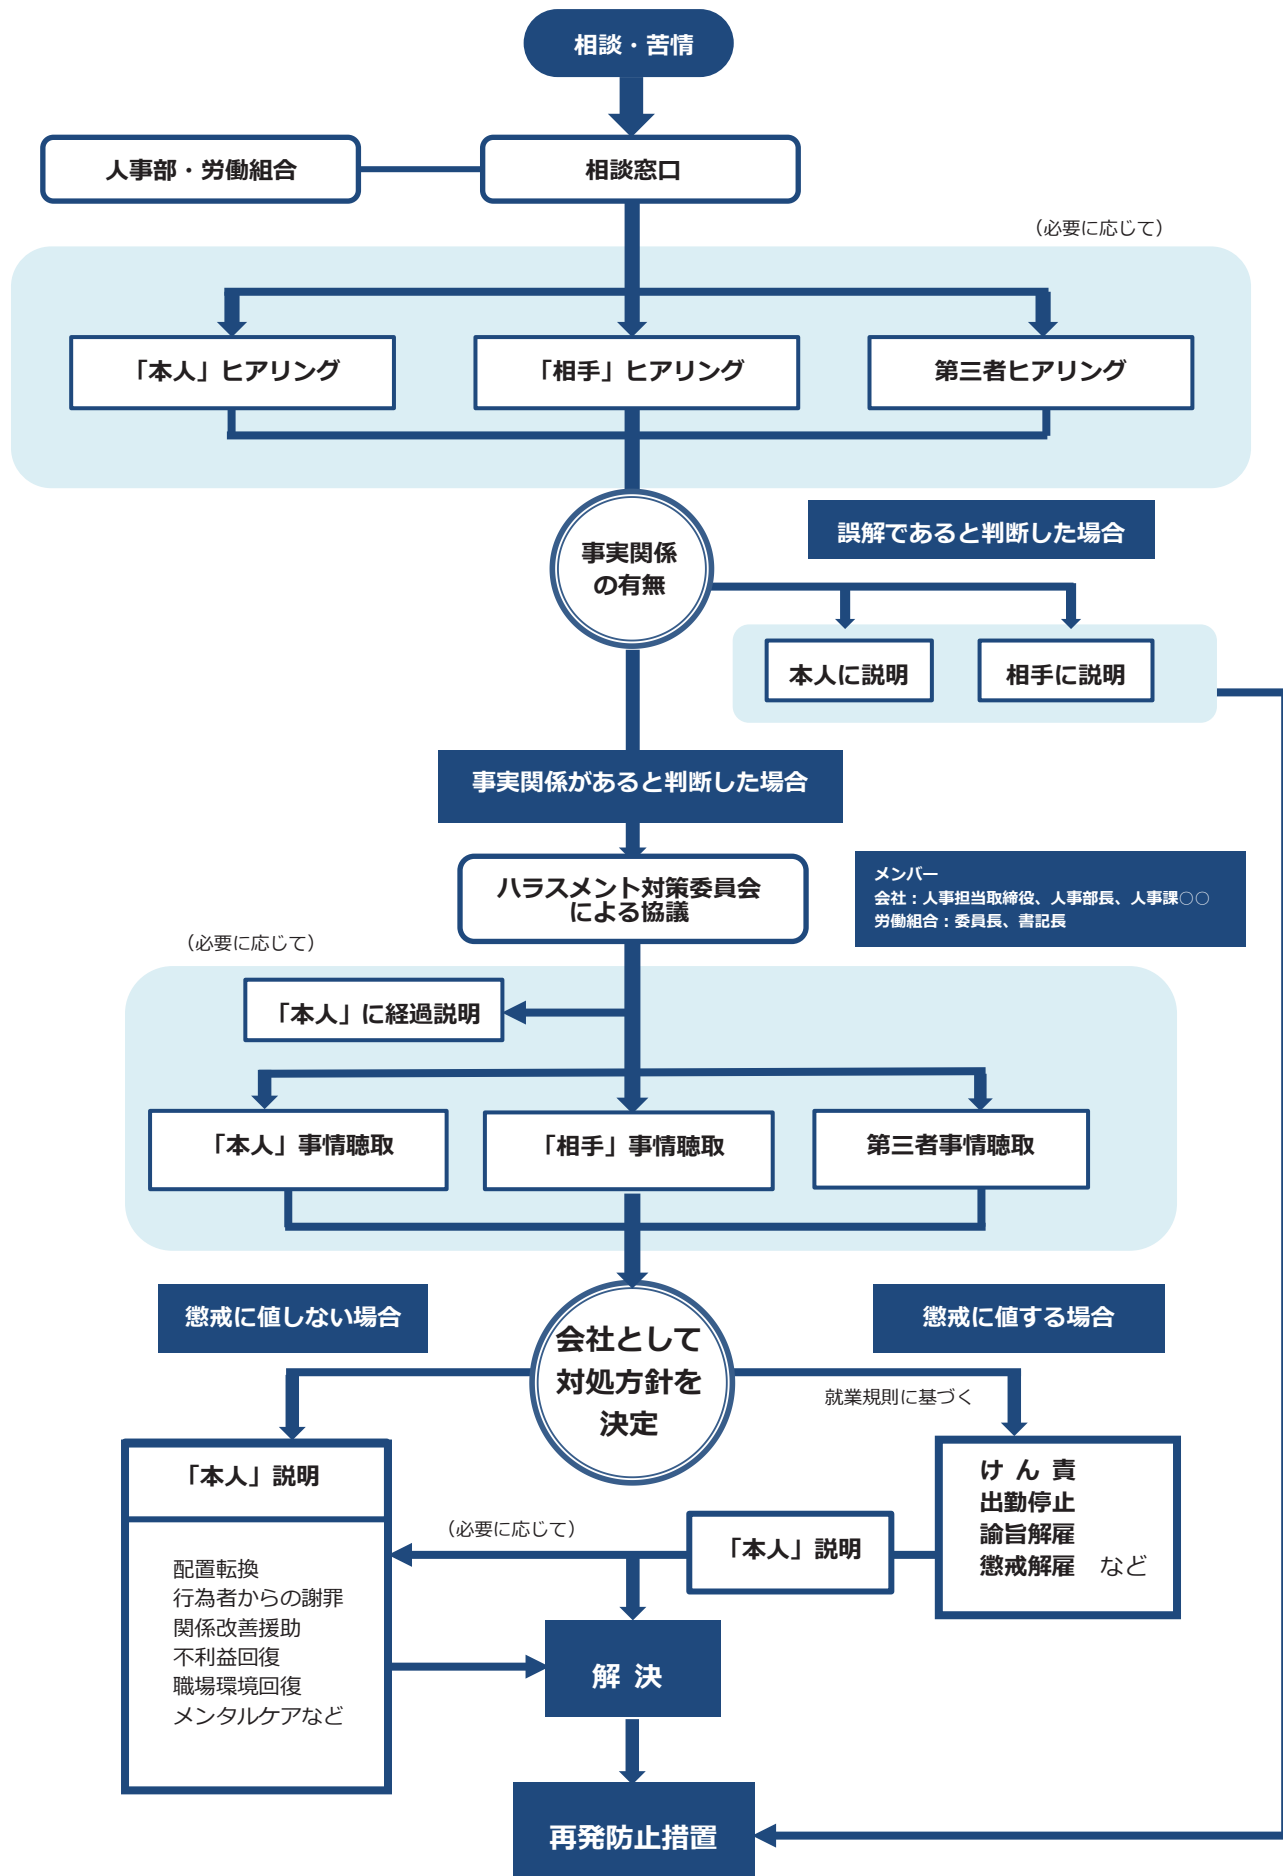 相談・苦情
人事部・労働組合
相談窓口
（必要に応じて）
「本人」ヒアリング
「相手」ヒアリング
第三者ヒアリング
事実関係
の有無
誤解であると判断した場合
本人に説明
相手に説明
事実関係があると判断した場合
ハラスメント対策委員会
による協議
メンバー
会社：人事担当取締役、人事部長、人事課○○
労働組合：委員長、書記長
（必要に応じて）
「本人」に経過説明
「本人」事情聴取
「相手」事情聴取
第三者事情聴取
懲戒に値しない場合
会社として
対処方針を
決定
懲戒に値する場合
就業規則に基づく
「本人」説明
配置転換
行為者からの謝罪
関係改善援助
不利益回復
職場環境回復
メンタルケアなど
（必要に応じて）
「本人」説明
けん責
出勤停止
諭旨解雇
懲戒解雇　など
解決
再発防止措置